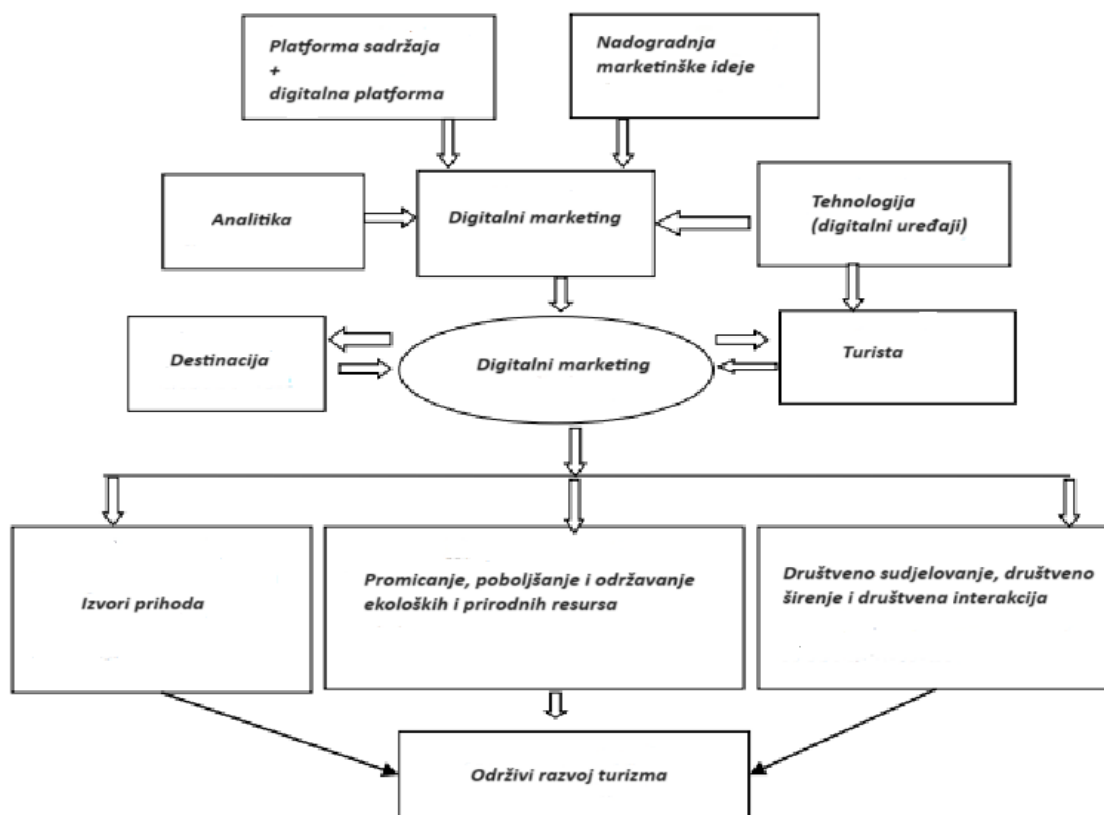 Platforma sadržaja
+
digitalna platforma
Nadogradnja
marketinške ideje
Analitika
Digitalni marketing
Tehnologija
(digitalni uređaji)
Destinacija
Digitalni marketing
Turista
Izvori prihoda
Promicanje, poboljšanje i održavanje
ekoloških i prirodnih resursa
Društveno sudjelovanje, društveno
širenje i društvena interakcija
Održivi razvoj turizma